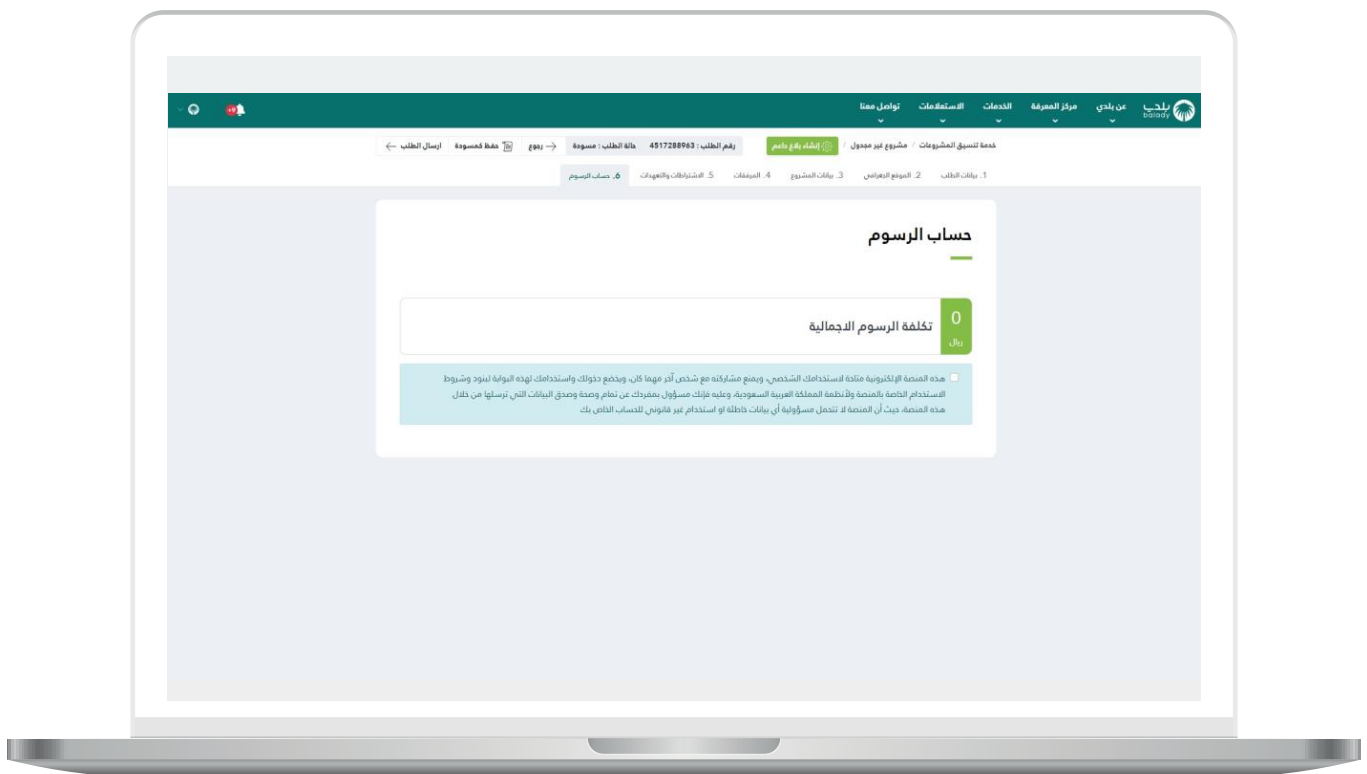 بلدي
balady
عن بلدي
مركز المعرفة
الخدمات
الاستعلامات
تواصل معنا
خدمة تنسيق المشروعات / مشروع غير مجدول /
إنشاء بلاغ داعم
رقم الطلب : 4517288963
حالة الطلب : مسودة
رجوع
حفظ كمسودة
ارسال الطلب
1. بيانات الطلب
2. الموقع الجغرافي
3. بيانات المشروع
4. المرفقات
5. الاشتراطات والتعهدات
6. حساب الرسوم
حساب الرسوم
0
ريال
تكلفة الرسوم الاجمالية
هذه المنصة الإلكترونية متاحة لاستخدامك الشخصي، ويمنع مشاركته مع شخص آخر مهما كان، ويخضع دخولك واستخدامك لهذه البوابة لبنود وشروط
الاستخدام الخاصة بالمنصة ولأنظمة المملكة العربية السعودية، وعليه فإنك مسؤول بمفردك عن تمام وصحة وصدق البيانات التي ترسلها من خلال
هذه المنصة، حيث أن المنصة لا تتحمل مسؤولية أي بيانات خاطئة او استخدام غير قانوني للحساب الخاص بك